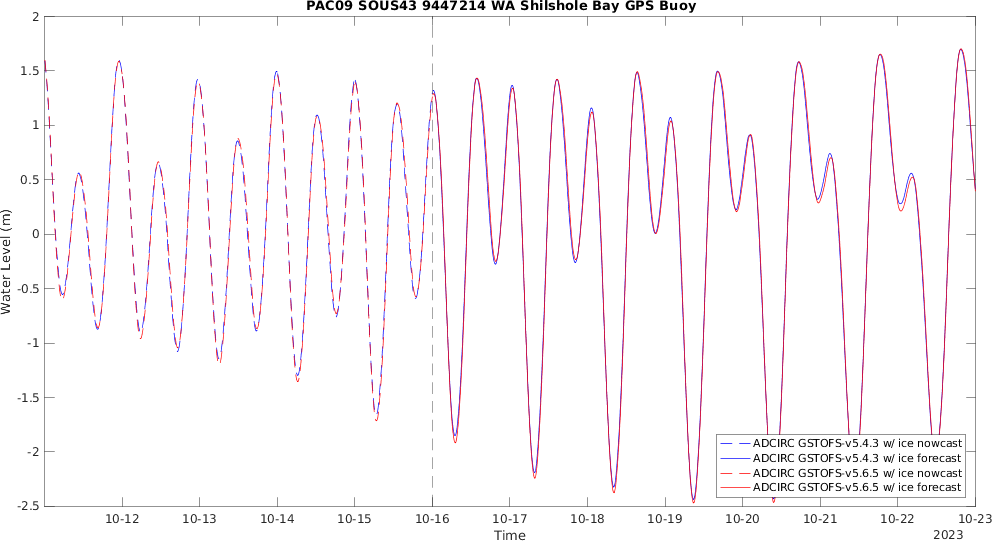 PAC09 SOUS43 9447214 WA Shilshole Bay GPS Buoy
2
1.5
1
0.5
0
-0.5
-1
-1.5
-2
-2.5
Water Level (m)
ADCIRC GSTOFS-v5.4.3 w/ ice nowcast
ADCIRC GSTOFS-v5.4.3 w/ ice forecast
ADCIRC GSTOFS-v5.6.5 w/ ice nowcast
ADCIRC GSTOFS-v5.6.5 w/ ice forecast
10-12 10-13 10-14 10-15 10-16 10-17 10-18 10-19 10-20 10-21 10-22 10-23
Time
2023